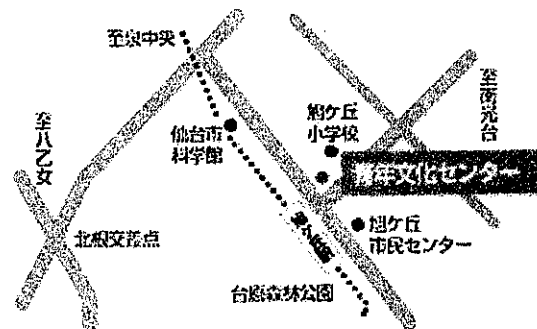 至泉中央
至八乙女
仙台市
科学館
旭ケ丘
小学校
至南光台
青年文化センター
旭ケ丘
市民センター
北根交差点
台原森林公園